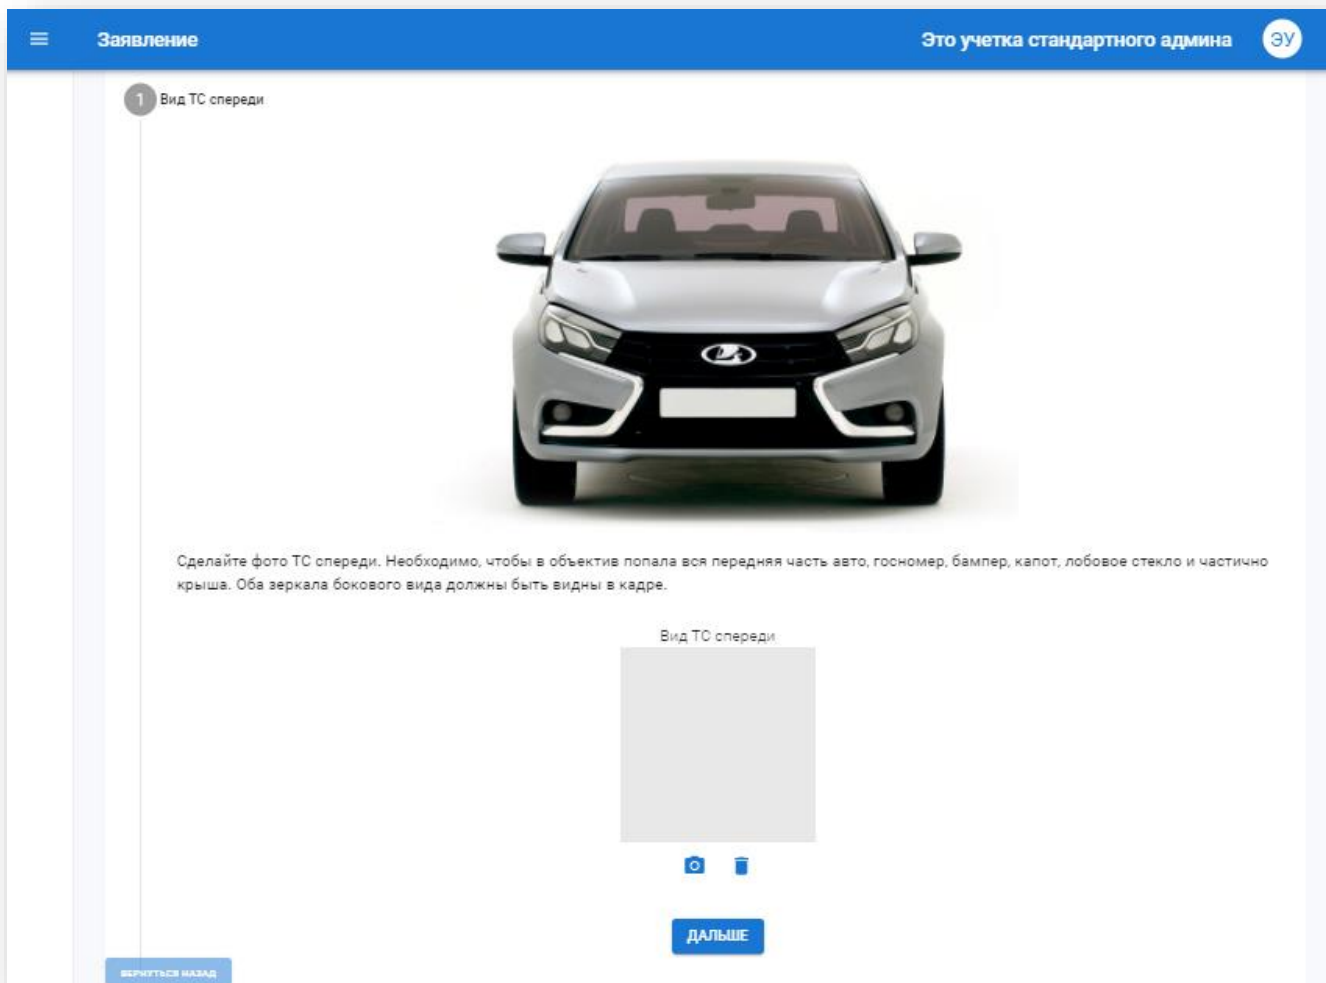 Заявление
Это учетка стандартного админа
ЭУ
1
Вид ТС спереди
Сделайте фото ТС спереди. Необходимо, чтобы в объектив попала вся передняя часть авто, госномер, бампер, капот, лобовое стекло и частично
крыша. Оба зеркала бокового вида должны быть видны в кадре.
Вид ТС спереди
ДАЛЬШЕ
ВЕРНУТЬСЯ НАЗАД